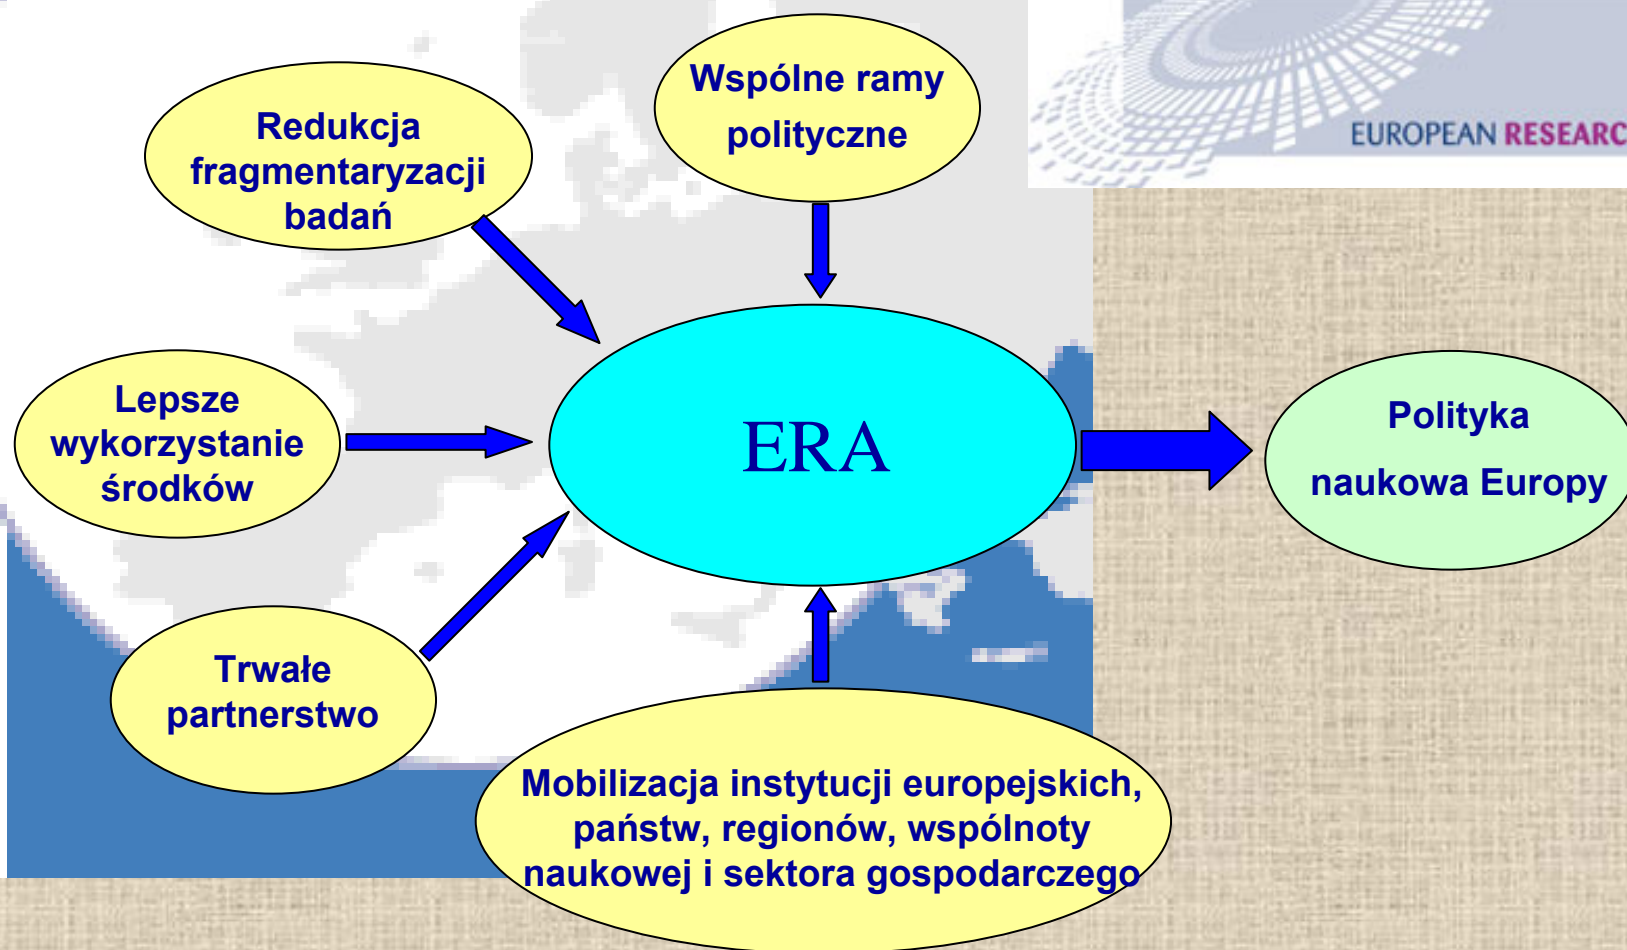 Wspólne ramy
polityczne
EUROPEAN RESEARC
Redukcja
fragmentaryzacji
badań
Lepsze
wykorzystanie
środków
ERA
Polityka
naukowa Europy
Trwałe
partnerstwo
Mobilizacja instytucji europejskich,
państw, regionów, wspólnoty
naukowej i sektora gospodarczego